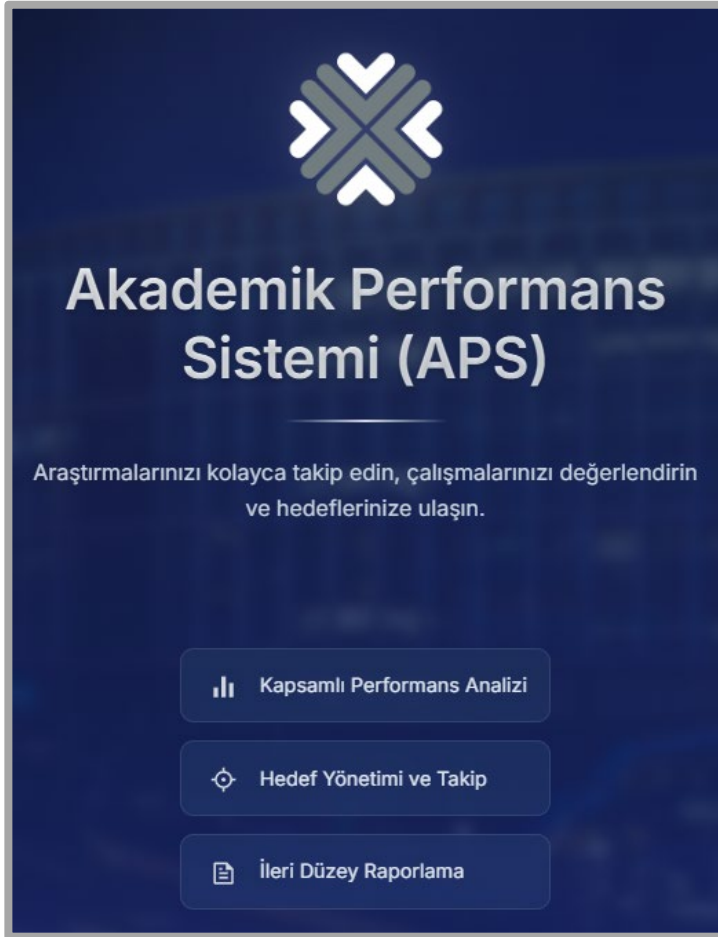 Akademik Performans
Sistemi (APS)
Araştırmalarınızı kolayca takip edin, çalışmalarınızı değerlendirin
ve hedeflerinize ulaşın.
Kapsamlı Performans Analizi
Hedef Yönetimi ve Takip
İleri Düzey Raporlama